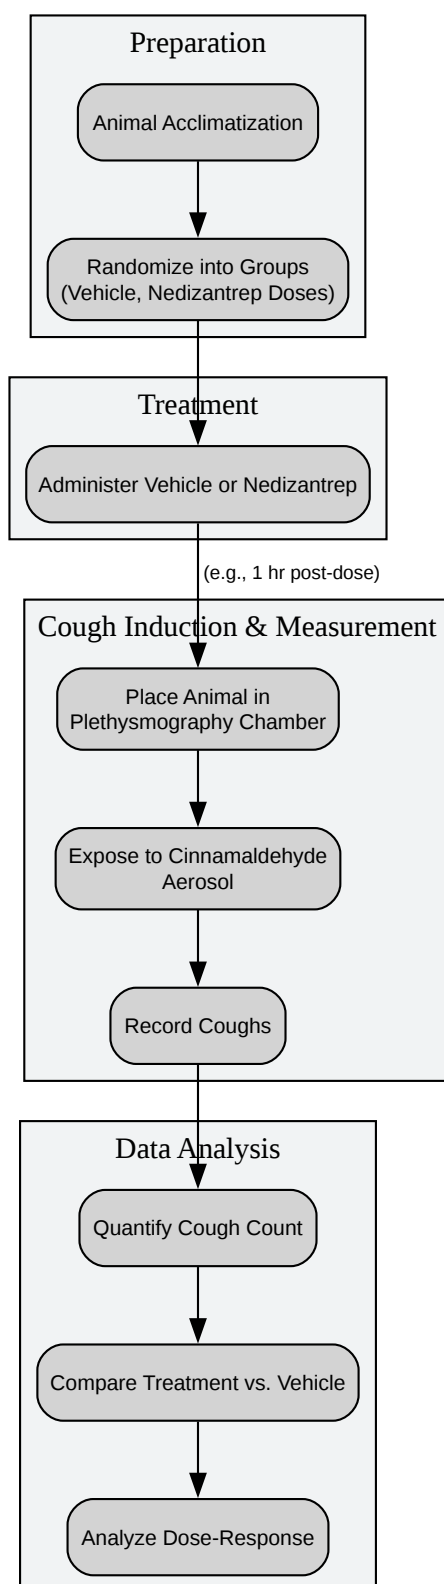 Preparation
Animal Acclimatization
Randomize into Groups
(Vehicle, Nedizantrep Doses)
Treatment
Administer Vehicle or Nedizantrep
(e.g., 1 hr post-dose)
Cough Induction & Measurement
Place Animal in
Plethysmography Chamber
Expose to Cinnamaldehyde
Aerosol
Record Coughs
Data Analysis
Quantify Cough Count
Compare Treatment vs. Vehicle
Analyze Dose-Response